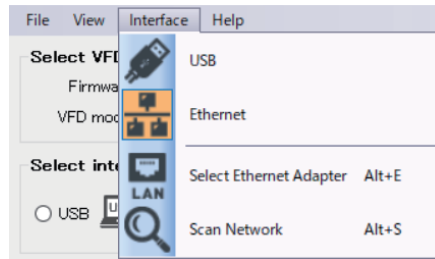 File View Interface Help
Select VFD
USB
Firmwa
VFD mod
Ethernet
Select inte
Select Ethernet Adapter Alt+E
LAN
USB
Scan Network Alt+S